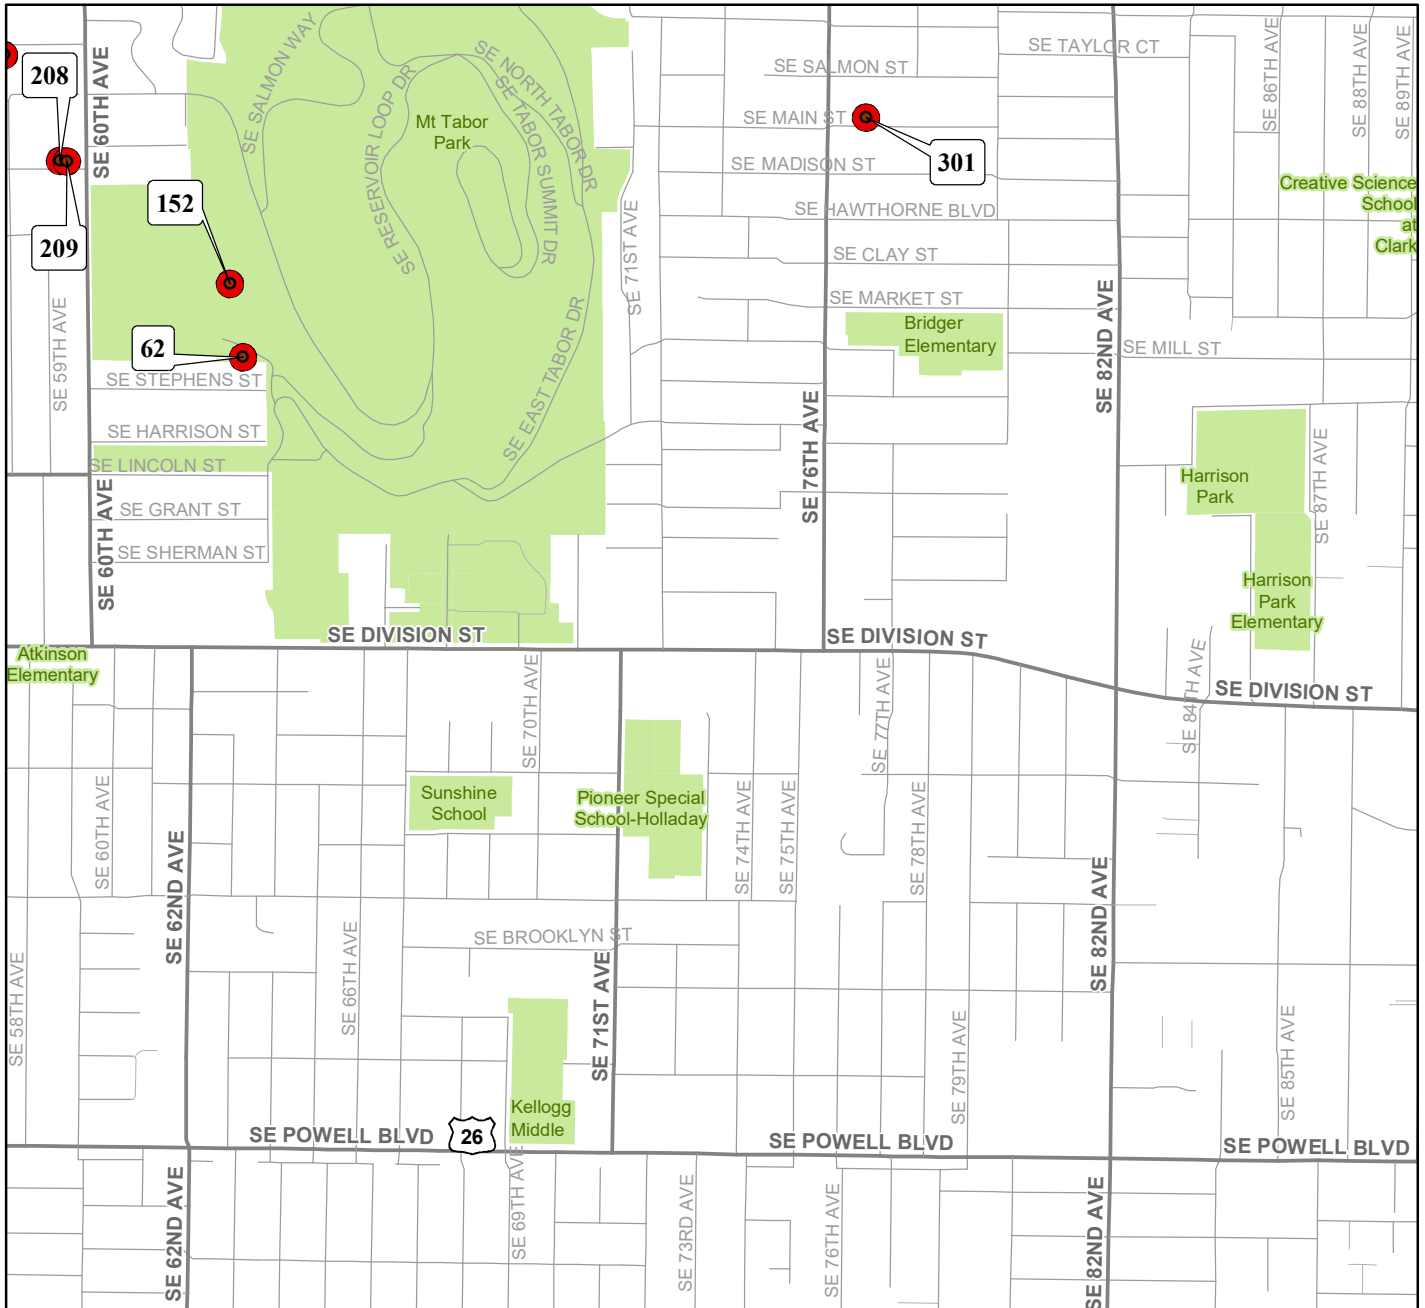 SE TAYLOR CT
SE SALMON ST
SE MAIN ST
SE MADISON ST
SE HAWTHORNE BLVD
SE CLAY ST
SE MARKET ST
SE MILL ST
208
209
152
62
301
SE 60TH AVE
SE SALMON WAY
SE RESERVOIR LOOP DR
SE NORTH TABOR DR
SE TABOR SUMMIT DR
SE EAST TABOR DR
Mt Tabor
Park
SE 71ST AVE
SE 86TH AVE
SE 88TH AVE
SE 89TH AVE
Creative Science
School
at
Clark
Bridger
Elementary
SE 59TH AVE
SE STEPHENS ST
SE HARRISON ST
SE LINCOLN ST
SE GRANT ST
SE SHERMAN ST
SE 60TH AVE
SE 76TH AVE
SE 82ND AVE
SE 87TH AVE
Harrison
Park
Harrison
Park
Elementary
SE DIVISION ST
SE DIVISION ST
SE DIVISION ST
Atkinson
Elementary
SE 70TH AVE
SE 77TH AVE
SE 84TH AVE
SE 60TH AVE
SE 62ND AVE
Sunshine
School
Pioneer Special
School-Holladay
SE 74TH AVE
SE 75TH AVE
SE 78TH AVE
SE 82ND AVE
SE BROOKLYN ST
SE 58TH AVE
SE 66TH AVE
SE 71ST AVE
SE 79TH AVE
SE 85TH AVE
Kellogg
Middle
SE POWELL BLVD
26
SE POWELL BLVD
SE POWELL BLVD
SE 62ND AVE
SE 69TH AVE
SE 73RD AVE
SE 76TH AVE
SE 82ND AVE